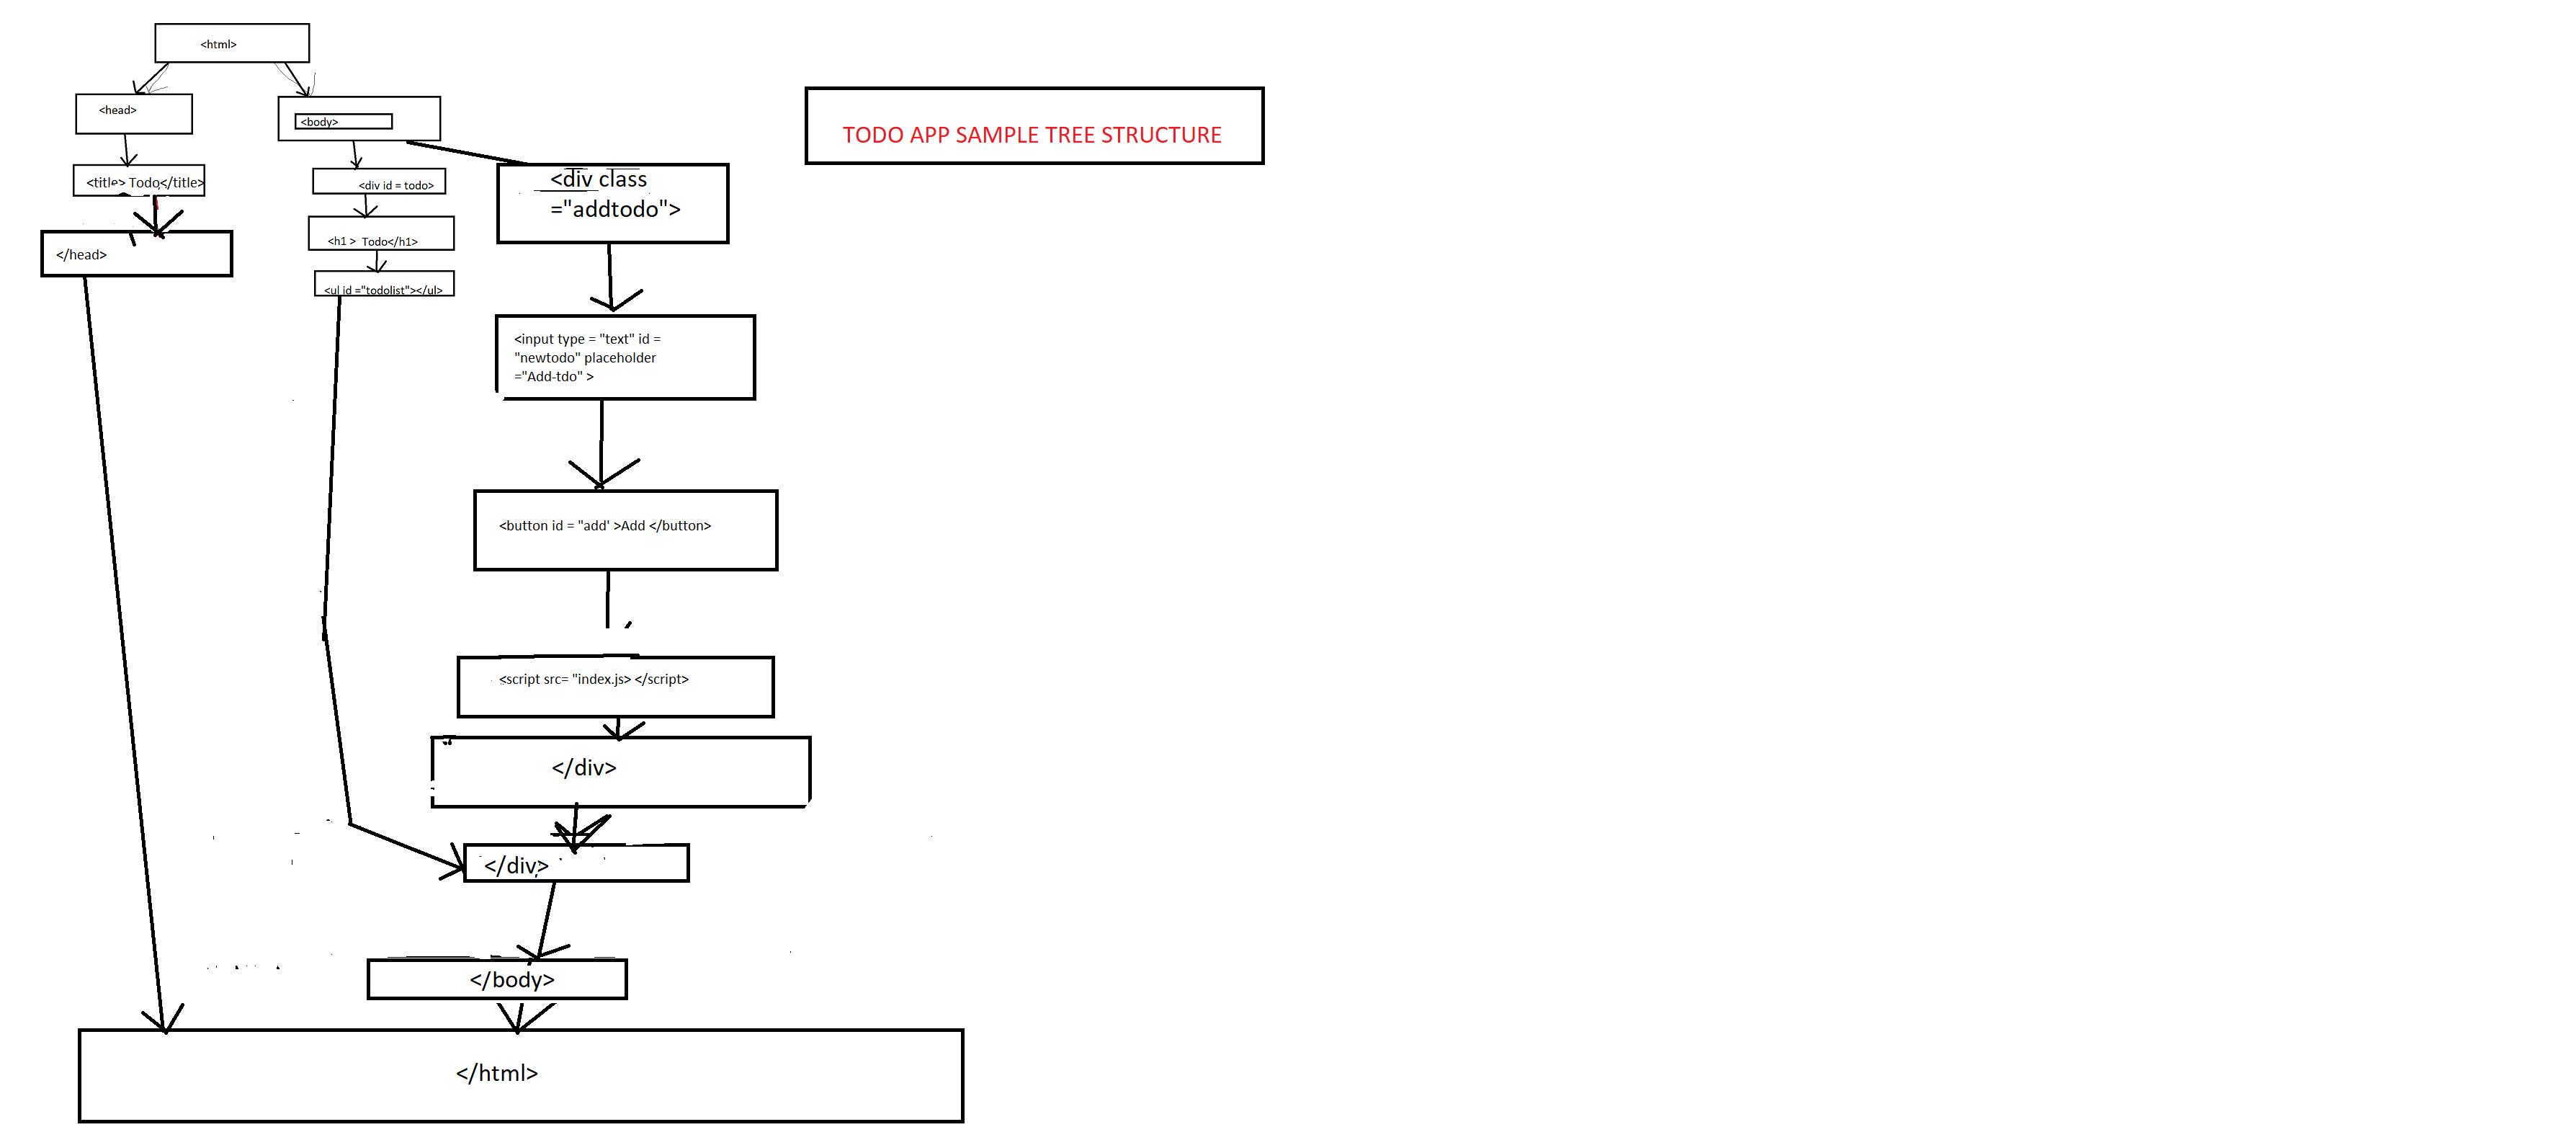 <html>
<head>
<body>
TODO APP SAMPLE TREE STRUCTURE
<title> Todo</title>
<div id = todo>
<div class
="addtodo">
<h1 > Todo</h1>
</head>
<ul id ="todolist"></ul>
<input type = "text" id =
"newtodo" placeholder
="Add-tdo" >
<button id = "add' >Add </button>
<script src= "index.js> </script>
</div>
</div>
</body>
</html>